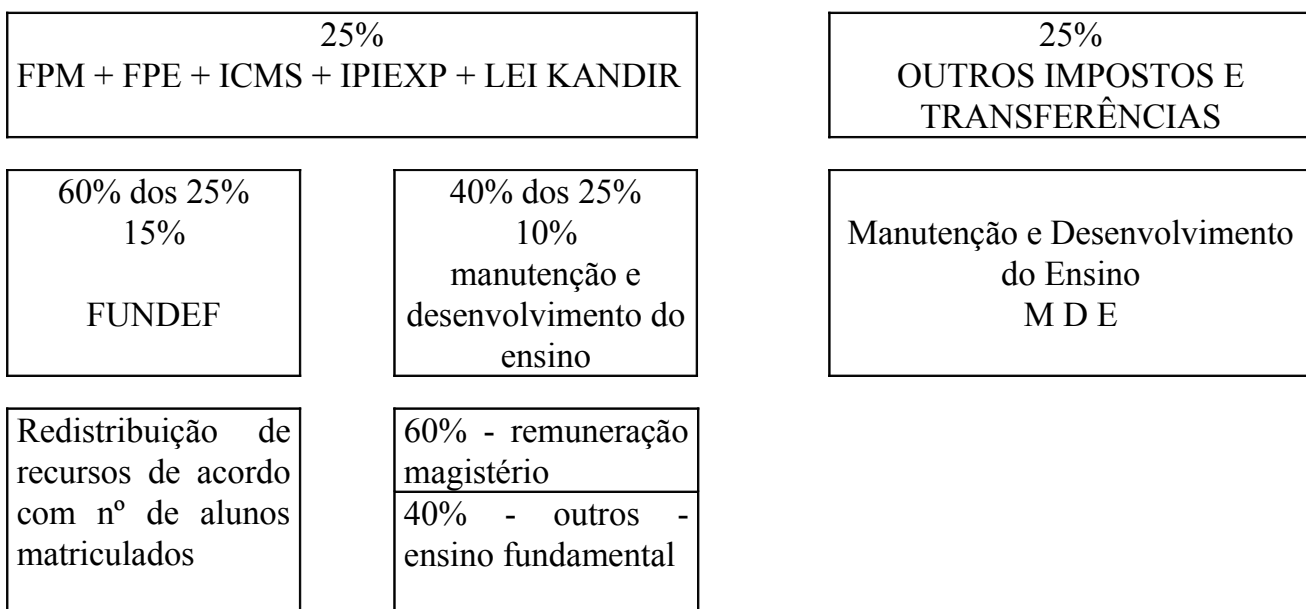 25%
FPM + FPE + ICMS + IPIEXP + LEI KANDIR
25%
OUTROS IMPOSTOS E
TRANSFERÊNCIAS
60% dos 25%
15%
FUNDEF
40% dos 25%
10%
manutenção e
desenvolvimento do
ensino
Manutenção e Desenvolvimento
do Ensino
M D E
Redistribuição de
recursos de acordo
com nº de alunos
matriculados
60% - remuneração
magistério
40% - outros -
ensino fundamental